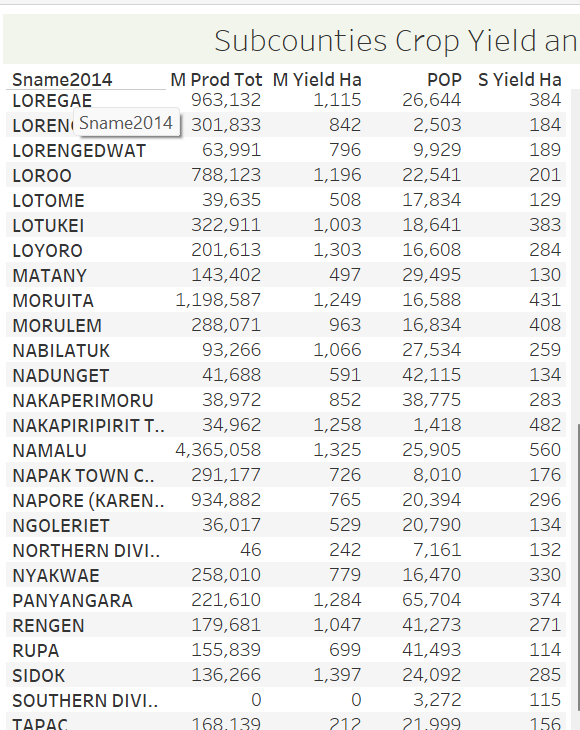 Subcounties Crop Yield an
Sname2014 M Prod Tot M Yield Ha POP S Yield Ha
LOREGAE 963,132 1,115 26,644 384
LOREN 301,833 842 2,503 184
Sname2014
LORENGEDWAT 63,991 796 9,929 189
LOROO 788,123 1,196 22,541 201
LOTOME 39,635 508 17,834 129
LOTUKEI 322,911 1,003 18,641 383
LOYORO 201,613 1,303 16,608 284
MATANY 143,402 497 29,495 130
MORUITA 1,198,587 1,249 16,588 431
MORULEM 288,071 963 16,834 408
NABILATUK 93,266 1,066 27,534 259
NADUNGET 41,688 591 42,115 134
NAKAPERIMORU 38,972 852 38,775 283
NAKAPIRIPIRIT T.. 34,962 1,258 1,418 482
NAMALU 4,365,058 1,325 25,905 560
NAPAK TOWN C.. 291,177 726 8,010 176
NAPORE (KAREN.. 934,882 765 20,394 296
NGOLERIET 36,017 529 20,790 134
NORTHERN DIVI.. 46 242 7,161 132
NYAKWAE 258,010 779 16,470 330
PANYANGARA 221,610 1,284 65,704 374
RENGEN 179,681 1,047 41,273 271
RUPA 155,839 699 41,493 114
SIDOK 136,266 1,397 24,092 285
SOUTHERN DIVI.. 0 0 3,272 115
TAPAC 168,139 212 21,999 156